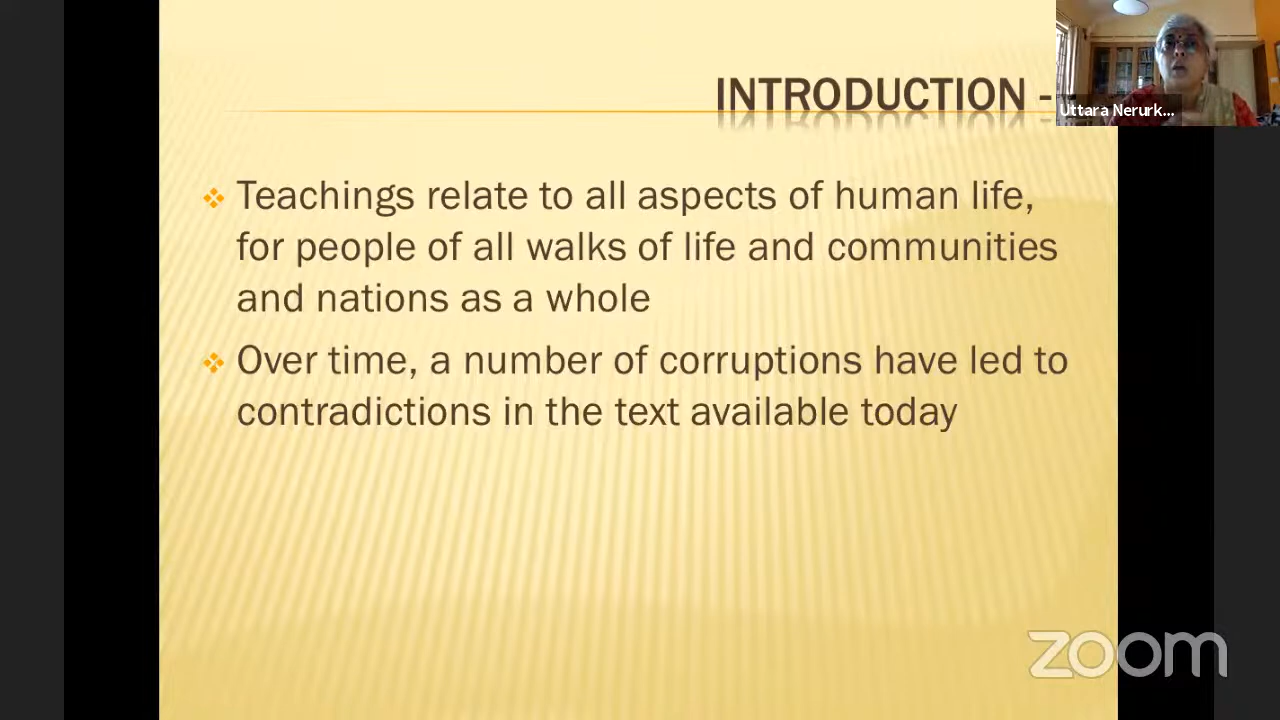 INTRODUCTION -
Uttara Nerurk...
Teachings relate to all aspects of human life,
for people of all walks of life and communities
and nations as a whole
Over time, a number of corruptions have led to
contradictions in the text available today
zoom